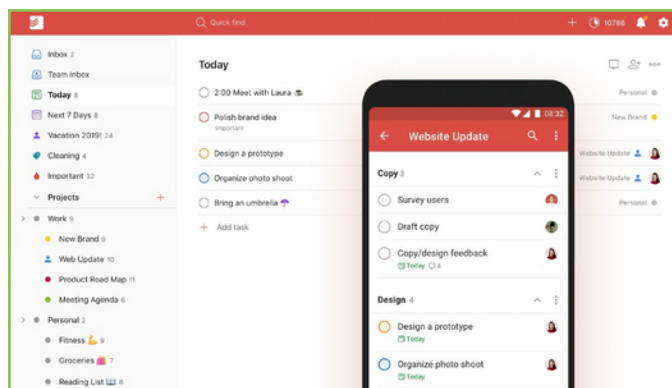 Quick find
10786
Inbox 2
Team Inbox
Today 8
Next 7 Days 8
Vacation 2019! 24
Cleaning 4
Important 32
Projects
Work 9
New Brand 9
Web Update 10
Product Road Map 11
Meeting Agenda 6
Personal 2
Fitness 💪 9
Groceries 🛍 7
Reading List 📖 6
Today
2:00 Meet with Laura ☕ Personal
Polish brand idea New Brand
Important
Design a prototype Website Update
Organize photo shoot Website Update
Bring an umbrella ☂ Personal
+ Add task
08:32
Website Update
Copy 3
Survey users
Draft copy
Copy/design feedback
Today 4
Design 4
Design a prototype
Today
Organize photo shoot
Today